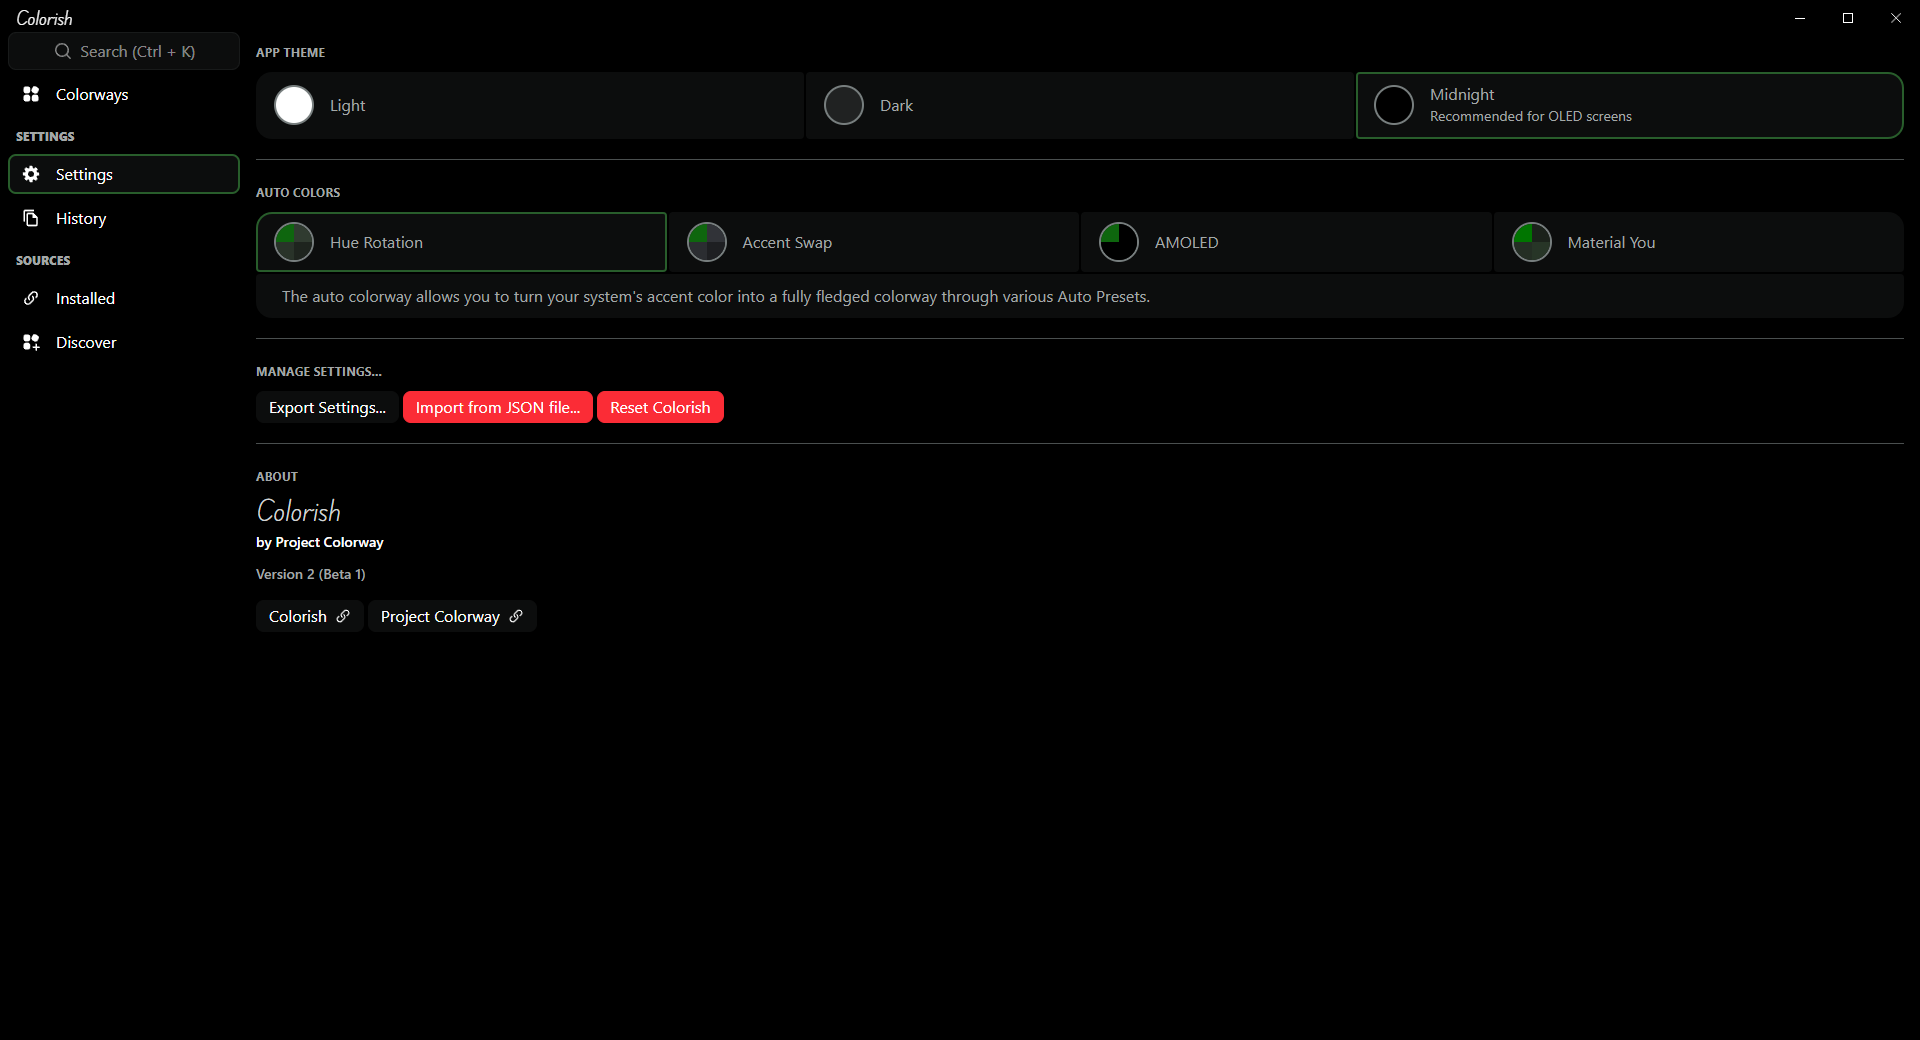 Colorish
Search (Ctrl + K)
Colorways
SETTINGS
Settings
History
SOURCES
Installed
Discover
APP THEME
Light
Dark
Midnight
Recommended for OLED screens
AUTO COLORS
Hue Rotation
Accent Swap
AMOLED
Material You
The auto colorway allows you to turn your system's accent color into a fully fledged colorway through various Auto Presets.
MANAGE SETTINGS...
Export Settings...
Import from JSON file...
Reset Colorish
ABOUT
Colorish
by Project Colorway
Version 2 (Beta 1)
Colorish
Project Colorway